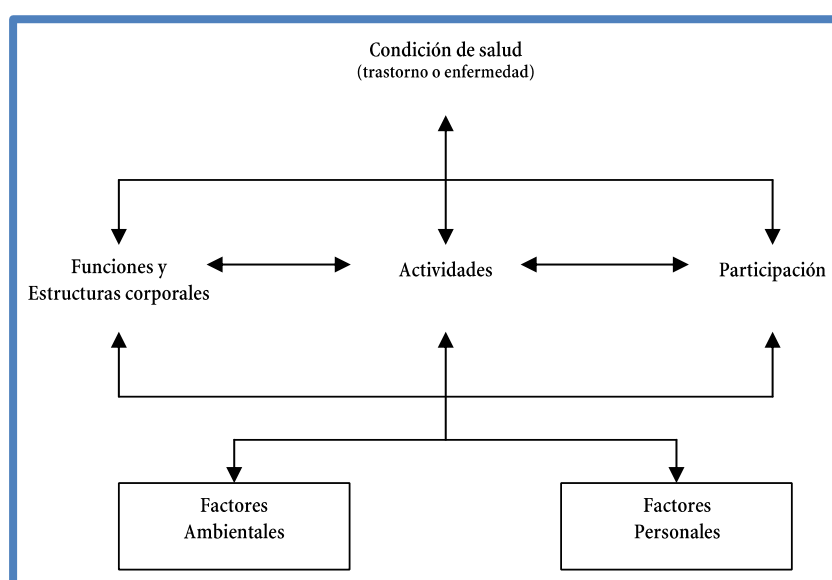 Condición de salud
(trastorno o enfermedad)
Funciones y
Estructuras corporales
Actividades
Participación
Factores
Ambientales
Factores
Personales